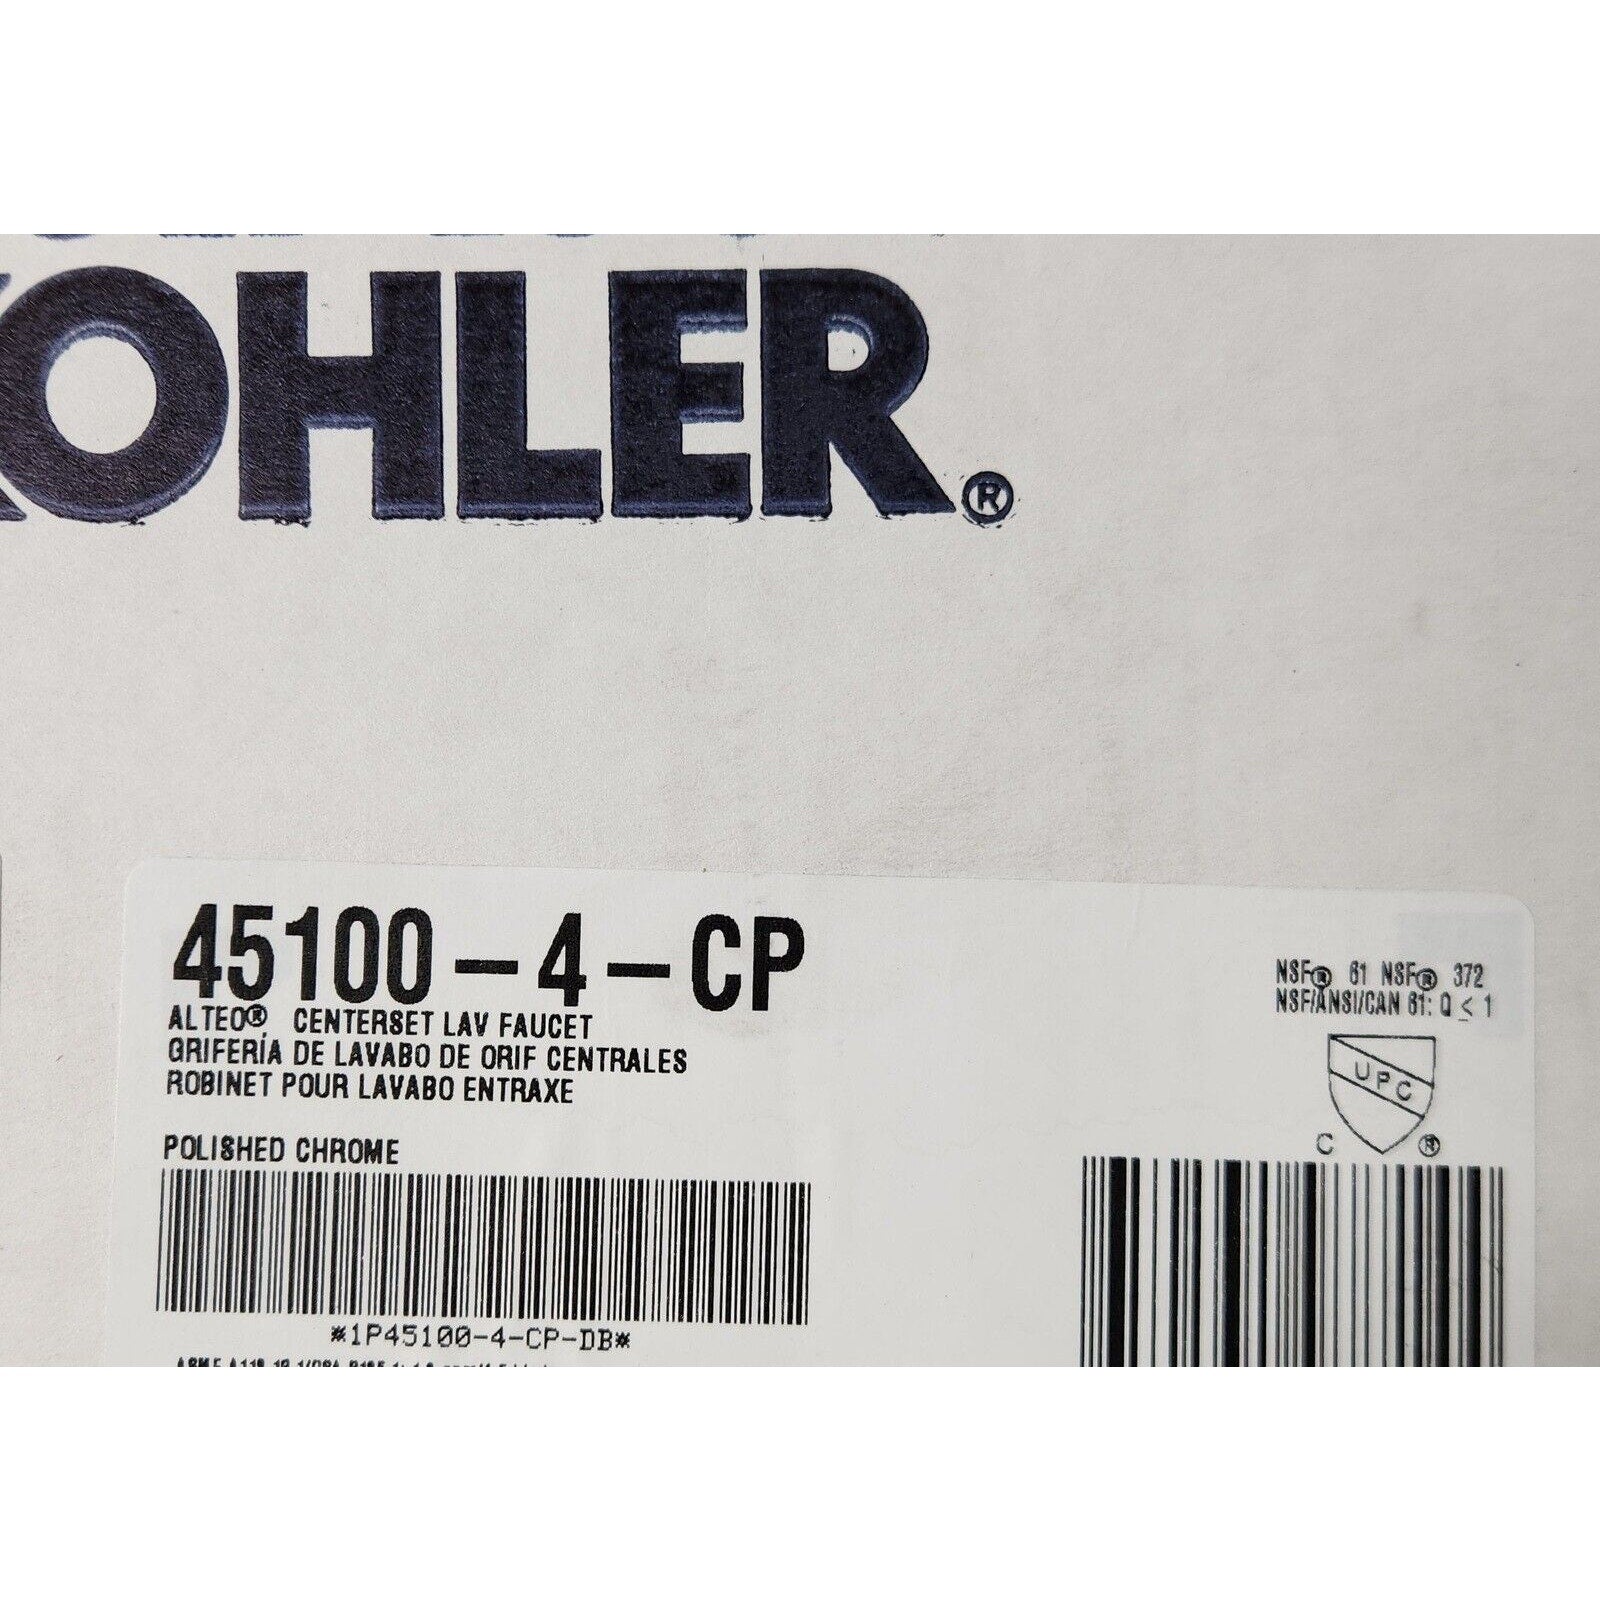 KOHLER®
45100-4-CP
ALTEO® CENTERSET LAV FAUCET
GRIFERÍA DE LAVABO DE ORIF CENTRALES
ROBINET POUR LAVABO ENTRAXE
POLISHED CHROME
*1P45100-4-CP-DB*
NSF® 61 NSF® 372
NSF/ANSI/CAN 61: Q ≤ 1
UPC
C ®